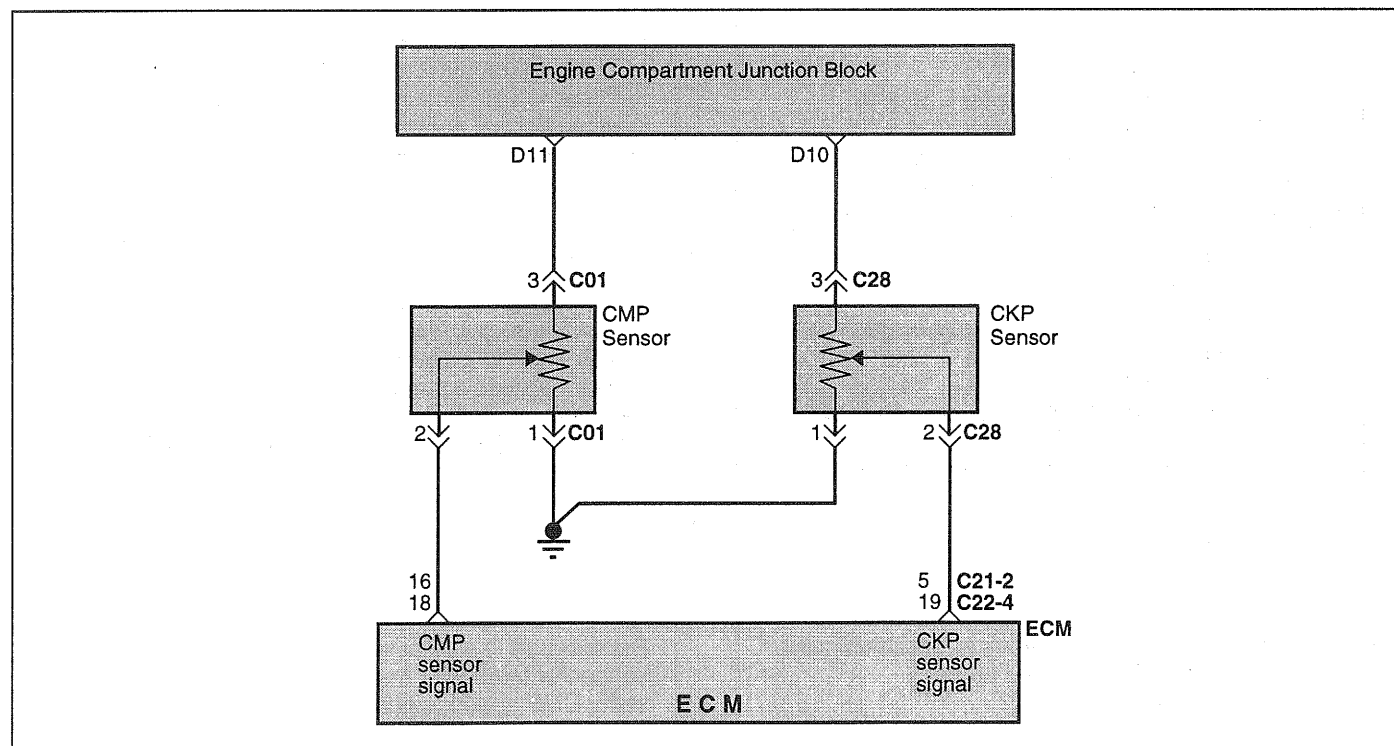 Engine Compartment Junction Block
D11
D10
3 C01
3 C28
CMP
Sensor
CKP
Sensor
2
1 C01
1
2 C28
16
18
5 C21-2
19 C22-4
ECM
CMP
sensor
signal
CKP
sensor
signal
E C M